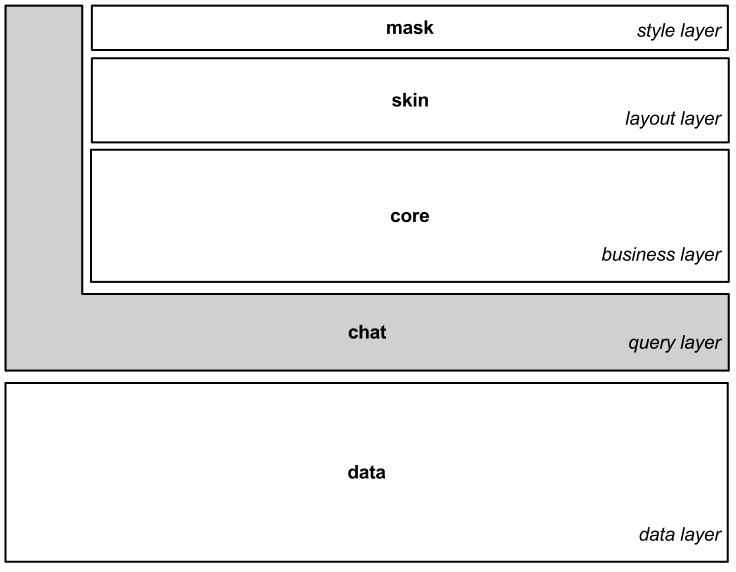 mask
style layer
skin
layout layer
core
business layer
chat
query layer
data
data layer